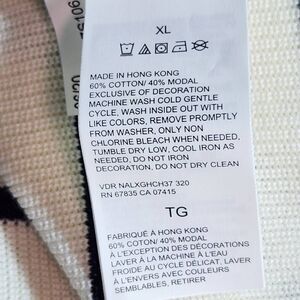 XL
MADE IN HONG KONG
60% COTTON/ 40% MODAL
EXCLUSIVE OF DECORATION
MACHINE WASH COLD GENTLE
CYCLE, WASH INSIDE OUT WITH
LIKE COLORS, REMOVE PROMPTLY
FROM WASHER, ONLY NON
CHLORINE BLEACH WHEN NEEDED,
TUMBLE DRY LOW, COOL IRON AS
NEEDED, DO NOT IRON
DECORATION, DO NOT DRY CLEAN
VDR NALXGHCH37 320
RN 67835 CA 07415
TG
FABRIQUÉ À HONG KONG
60% COTON/ 40% MODAL
À L'EXCEPTION DES DÉCORATIONS
LAVER À LA MACHINE À L'EAU
FROIDE AU CYCLE DÉLICAT, LAVER
À L'ENVERS AVEC COULEURS
SEMBLABLES, RETIRER